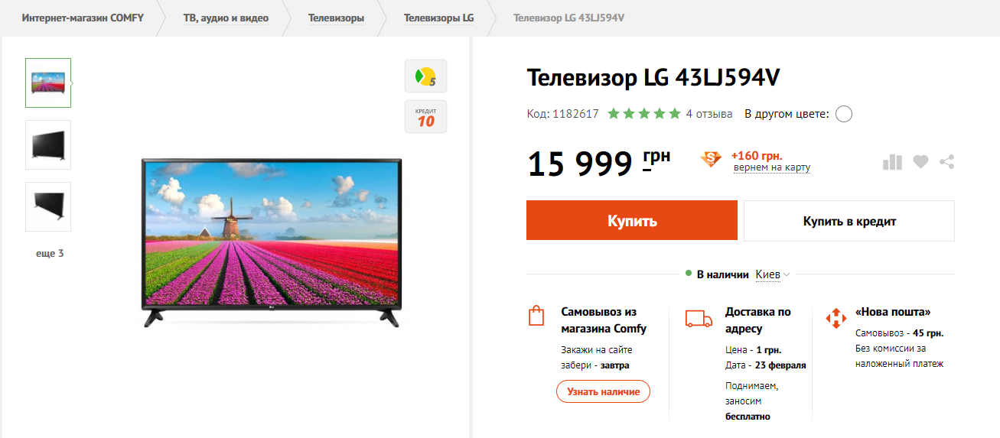 Интернет-магазин COMFY
ТВ, аудио и видео
Телевизоры
Телевизоры LG
Телевизор LG 43LJ594V
5
КРЕДИТ
10
еще 3
LG
Телевизор LG 43LJ594V
Код: 1182617 4 отзыва В другом цвете:
15 999 грн
S
+160 грн.
вернем на карту
Купить
Купить в кредит
В наличии Киев
Самовывоз из
магазина Comfy
Закажи на сайте
забери - завтра
Узнать наличие
Доставка по
адресу
Цена - 1 грн.
Дата - 23 февраля
Поднимаем,
заносим
бесплатно
«Нова пошта»
Самовывоз - 45 грн.
Без комиссии за
наложенный платеж